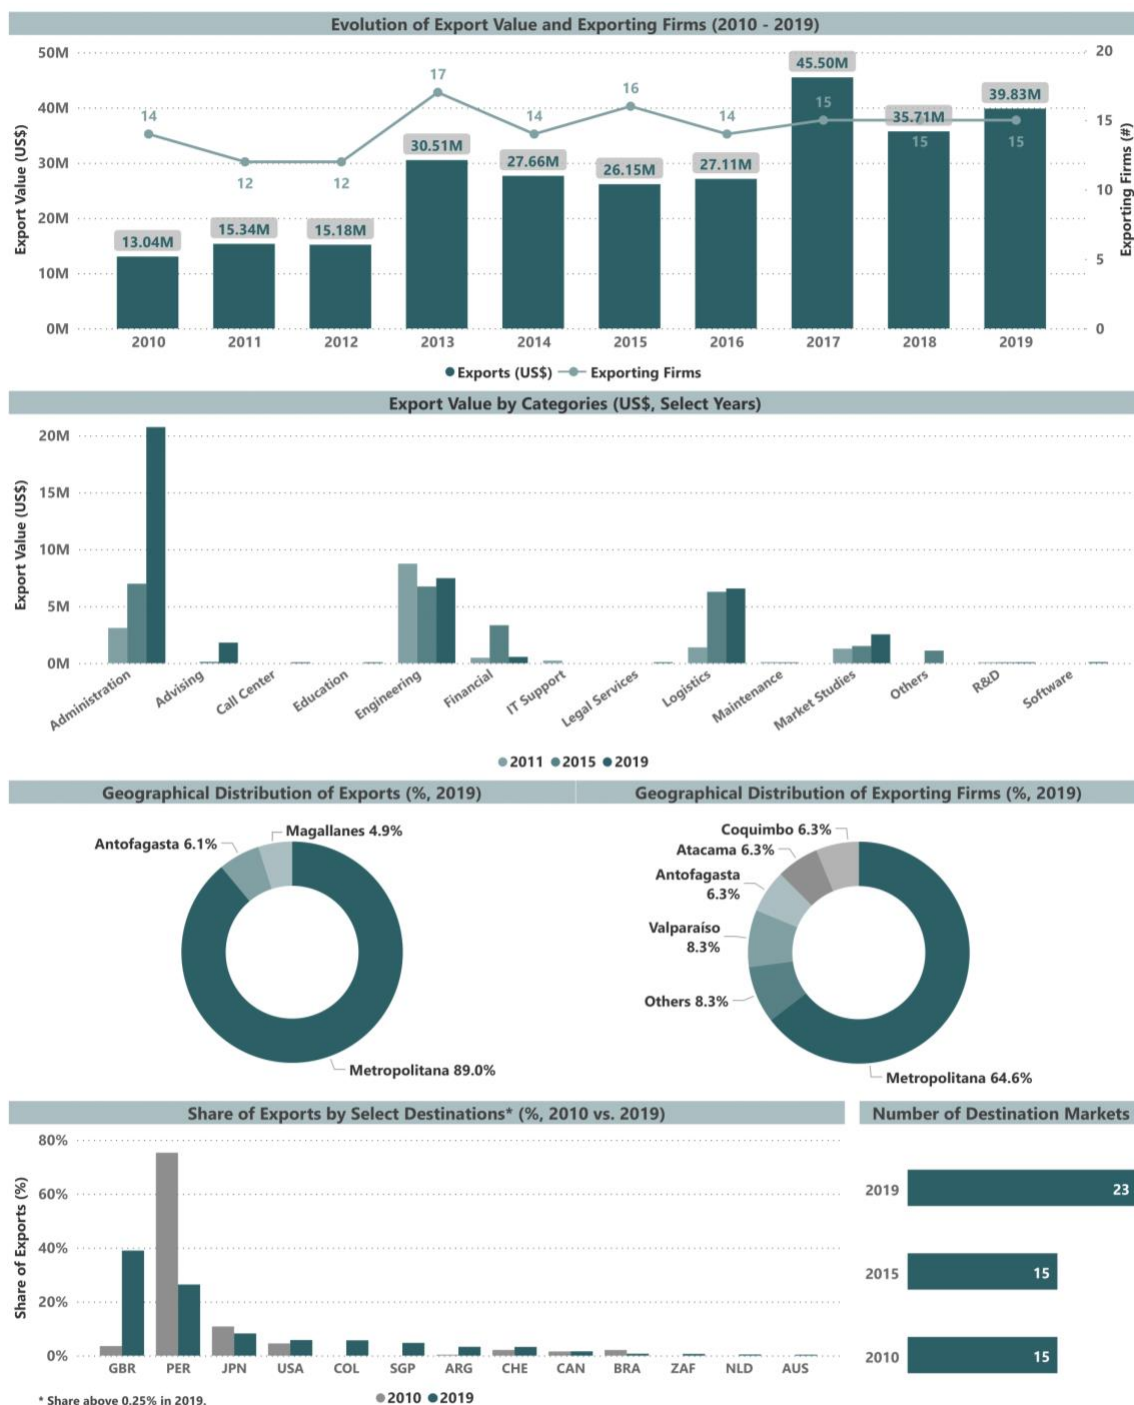 Evolution of Export Value and Exporting Firms (2010 - 2019)
Export Value (US$)
50M
40M
30M
20M
10M
0M
14
12
12
17
14
16
14
15
15
15
13.04M
15.34M
15.18M
30.51M
27.66M
26.15M
27.11M
45.50M
35.71M
39.83M
20
15
10
5
0
Exporting Firms (#)
2010 2011 2012 2013 2014 2015 2016 2017 2018 2019
Exports (US$) Exporting Firms
Export Value by Categories (US$, Select Years)
Export Value (US$)
20M
15M
10M
5M
0M
Administration
Advising
Call Center
Education
Engineering
Financial
IT Support
Legal Services
Logistics
Maintenance
Market Studies
Others
R&D
Software
2011 2015 2019
Geographical Distribution of Exports (%, 2019)
Magallanes 4.9%
Antofagasta 6.1%
Metropolitana 89.0%
Geographical Distribution of Exporting Firms (%, 2019)
Coquimbo 6.3%
Atacama 6.3%
Antofagasta
6.3%
Valparaíso
8.3%
Others 8.3%
Metropolitana 64.6%
Share of Exports by Select Destinations* (%, 2010 vs. 2019)
Share of Exports (%)
80%
60%
40%
20%
0%
GBR PER JPN USA COL SGP ARG CHE CAN BRA ZAF NLD AUS
* Share above 0.25% in 2019.
2010 2019
Number of Destination Markets
2019 23
2015 15
2010 15